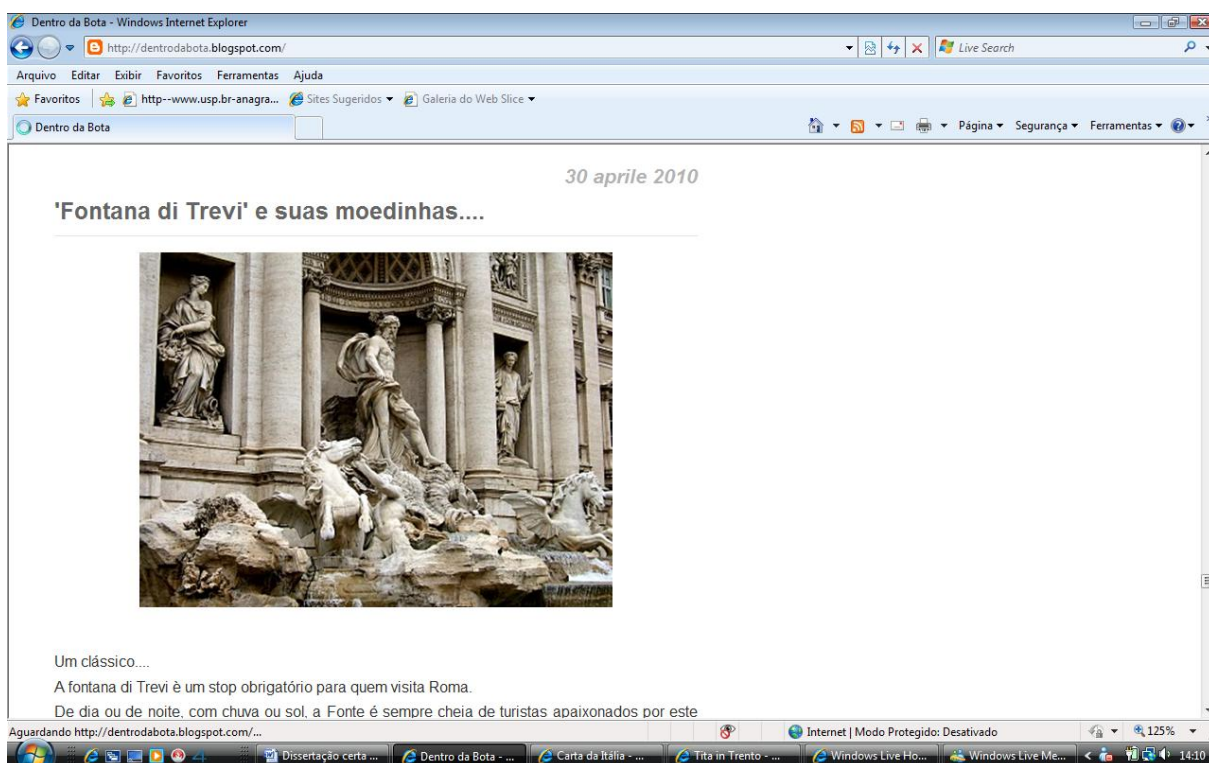 Dentro da Bota - Windows Internet Explorer
http://dentrodabota.blogspot.com/
Live Search
Arquivo Editar Exibir Favoritos Ferramentas Ajuda
Favoritos http--www.usp.br-anagra... Sites Sugeridos Galeria do Web Slice
Dentro da Bota Página Segurança Ferramentas
30 aprile 2010
'Fontana di Trevi' e suas moedinhas....
Um clássico....
A fontana di Trevi è um stop obrigatório para quem visita Roma.
De dia ou de noite, com chuva ou sol, a Fonte é sempre cheia de turistas apaixonados por este
Aguardando http://dentrodabota.blogspot.com/... Internet | Modo Protegido: Desativado 125%
Dissertação certa ... Dentro da Bota - ... Carta da Itália - ... Tita in Trento - ... Windows Live Ho... Windows Live Me... 14:10